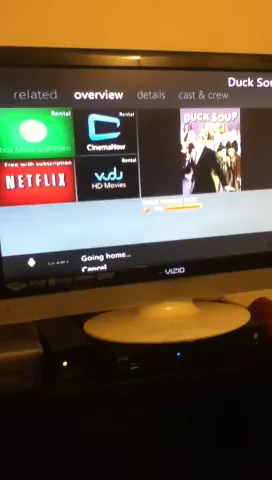 Duck Sou
related overview details cast & crew
Rental
Rental
CinemaNow
DUCK SOUP
Free with subscription
NETFLIX
Rental
vudu
HD Movies
Going home...
Cancel
VIZIO